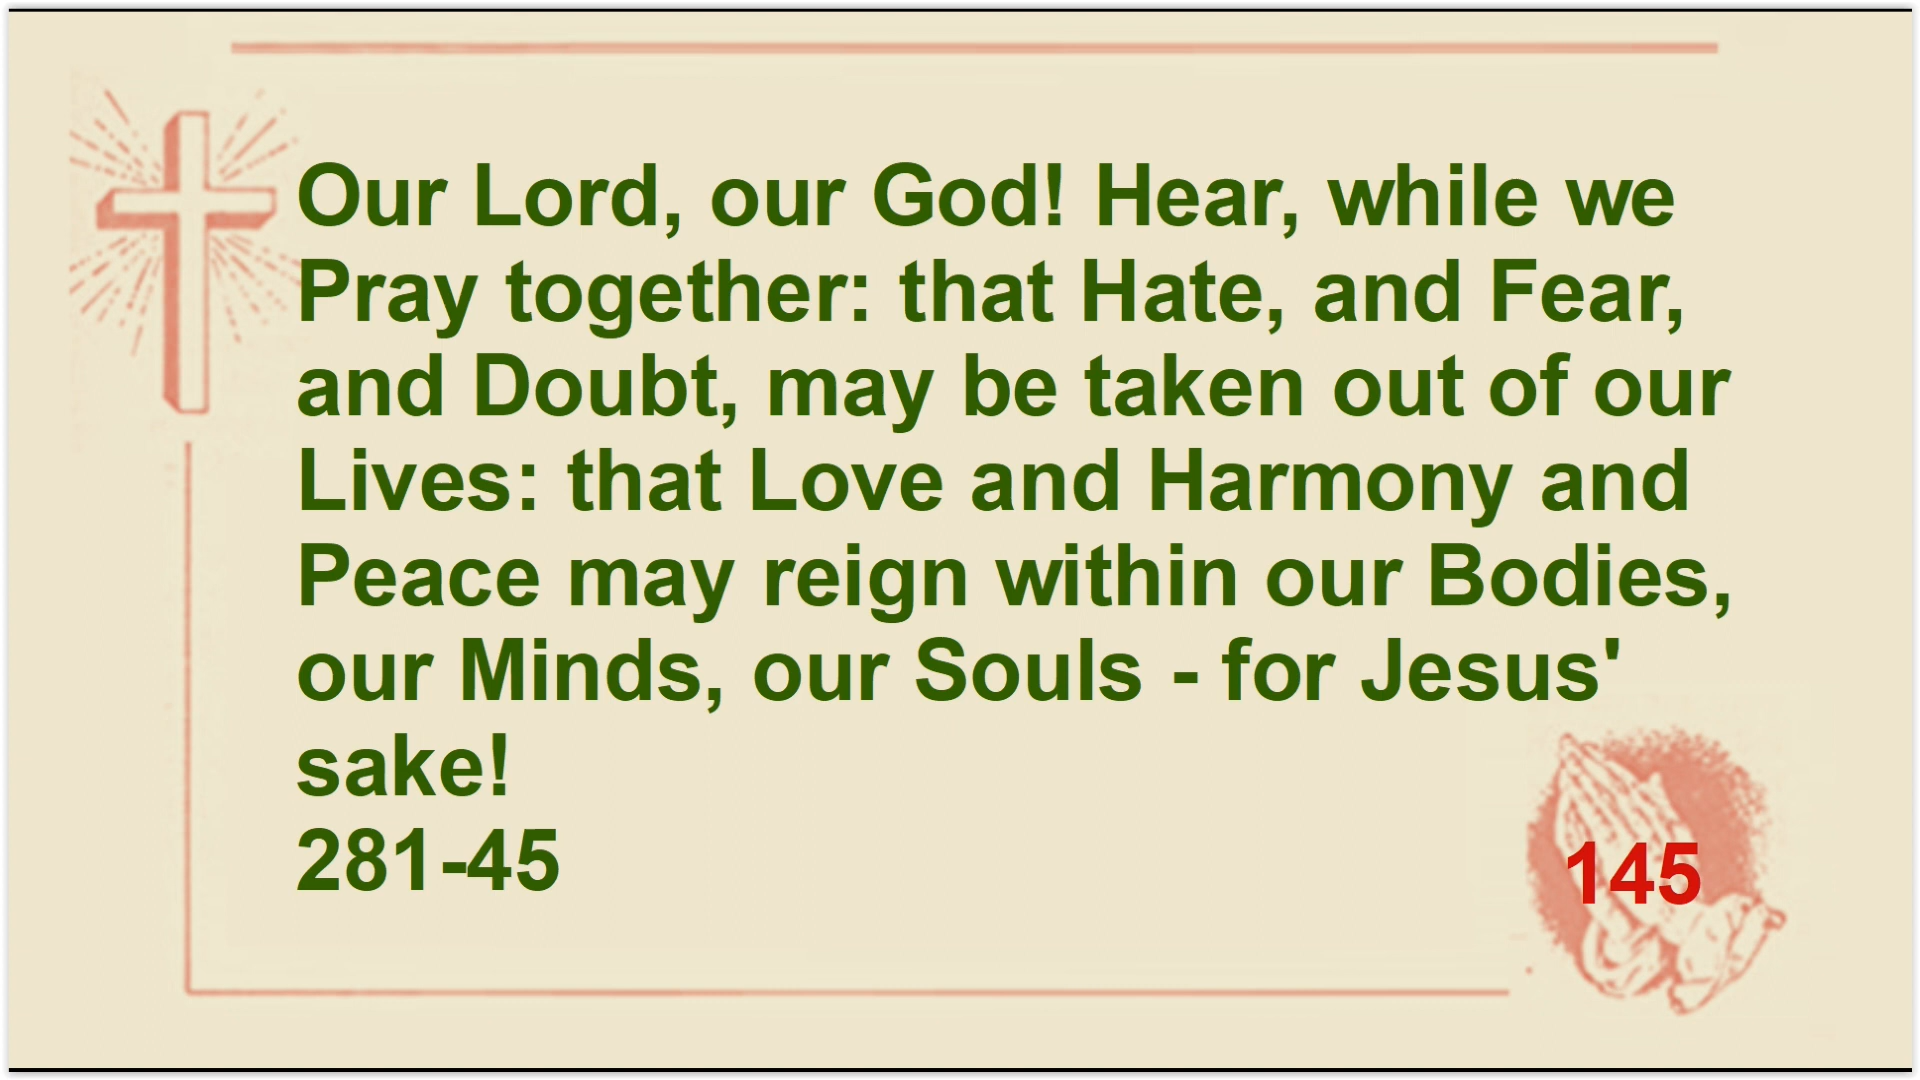 Our Lord, our God! Hear, while we
Pray together: that Hate, and Fear,
and Doubt, may be taken out of our
Lives: that Love and Harmony and
Peace may reign within our Bodies,
our Minds, our Souls - for Jesus'
sake!
281-45
145